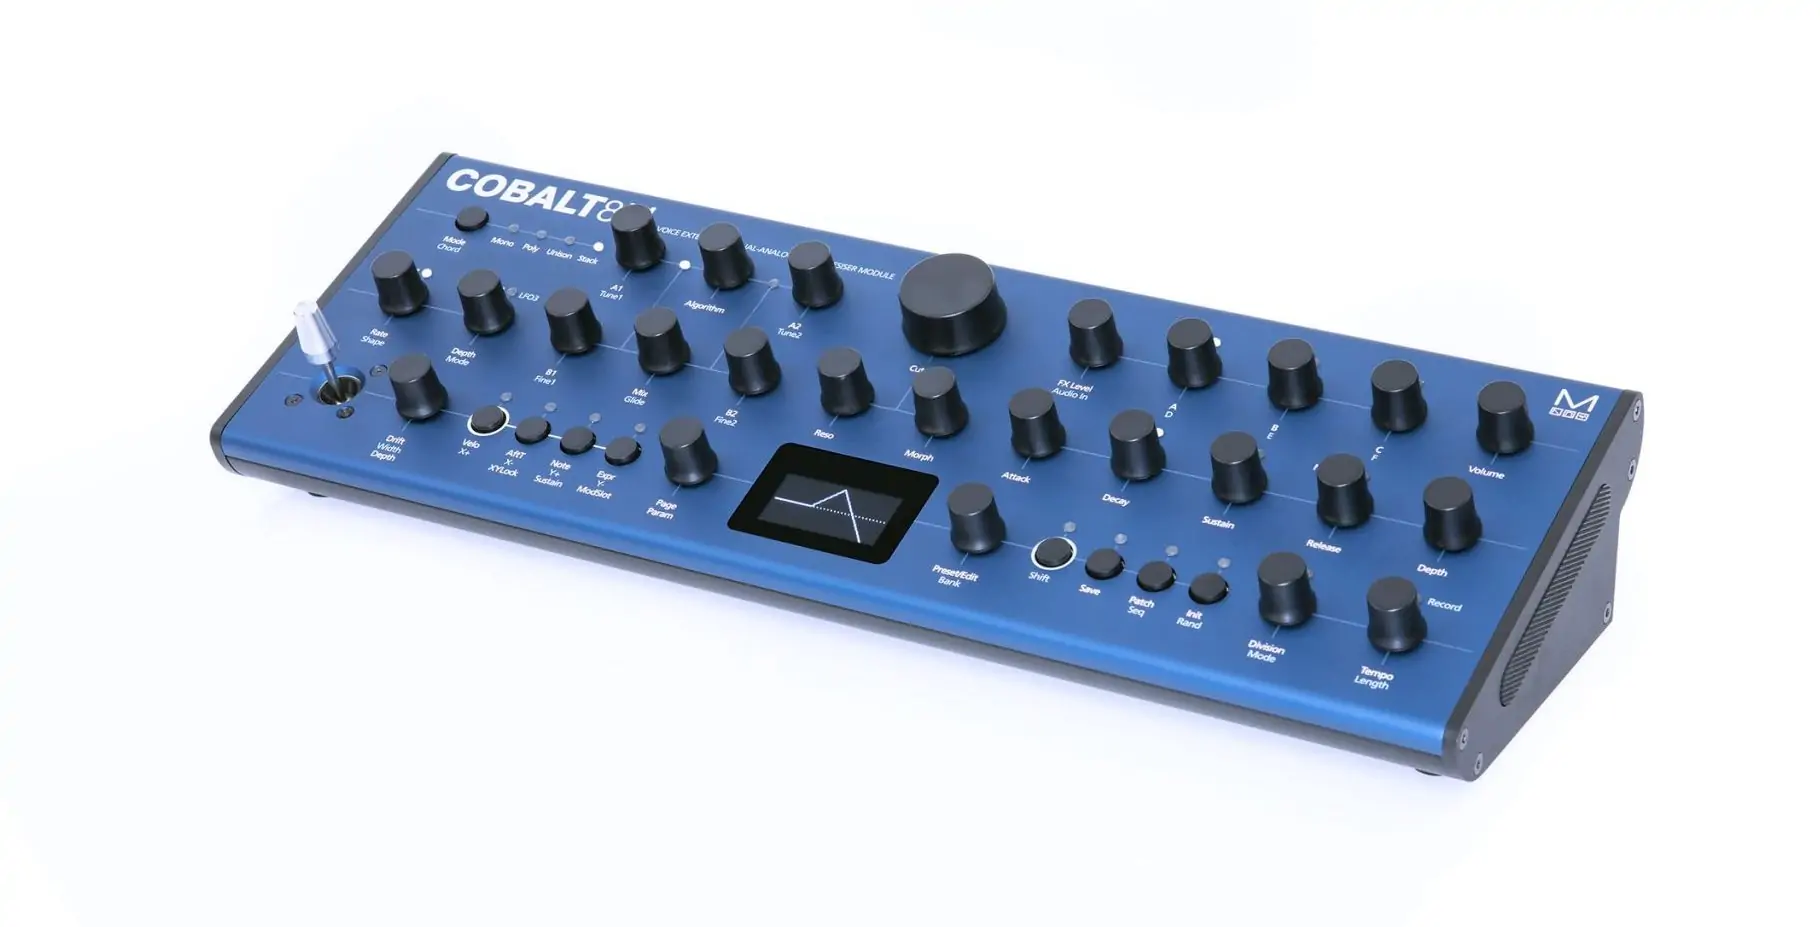 COBALT8
VOICE
MODULE
Mode
Chord
Mono
Poly
Unison
Stack
A1
Tune1
Algorithm
A2
Tune2
Rate
Shape
LFO3
Depth
Mode
B1
Fine1
Mix
Glide
B2
Fine2
Reso
Morph
FX Level
Audio In
A
D
B
E
C
F
Volume
Drift
Width
Depth
Velo
X+
AftT
X-
XYLock
Note
Y+
Sustain
Expr
Y-
ModSlot
Page
Param
Attack
Decay
Sustain
Release
Depth
Preset/Edit
Bank
Shift
Save
Patch
Seq
Init
Rand
Division
Mode
Record
Tempo
Length
M